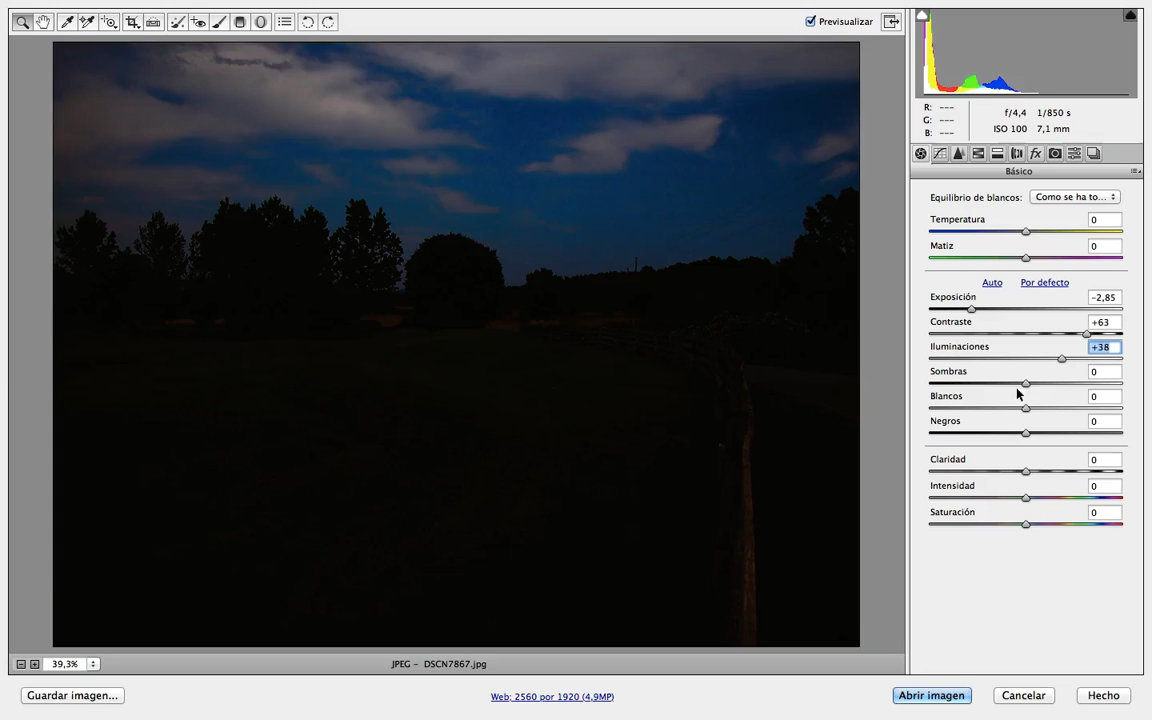 Previsualizar
R: ---
G: ---
B: ---
f/4,4 1/850 s
ISO 100 7,1 mm
Básico
Equilibrio de blancos: Como se ha to...
Temperatura 0
Matiz 0
Auto Por defecto
Exposición -2,85
Contraste +63
Iluminaciones +38
Sombras 0
Blancos 0
Negros 0
Claridad 0
Intensidad 0
Saturación 0
39,3%
JPEG - DSCN7867.jpg
Guardar imagen...
Web; 2560 por 1920 (4,9MP)
Abrir imagen
Cancelar
Hecho